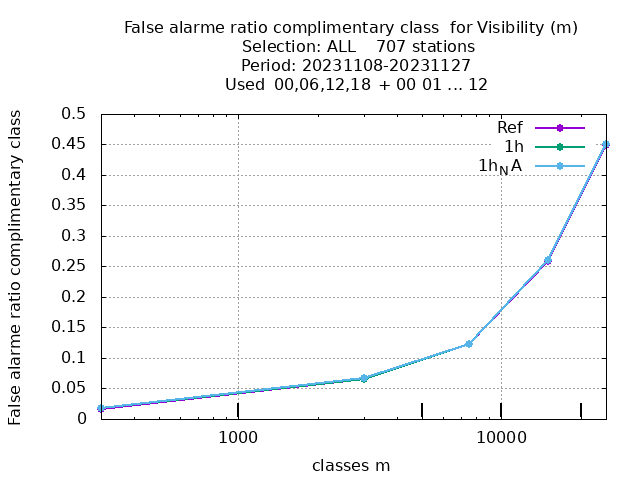 False alarme ratio complimentary class  for Visibility (m)
Selection: ALL    707 stations
Period: 20231108-20231127
Used  00,06,12,18  + 00 01 ... 12
False alarme ratio complimentary class
0.5
0.45
0.4
0.35
0.3
0.25
0.2
0.15
0.1
0.05
0
Ref
1h
1h_NA
1000
10000
classes m